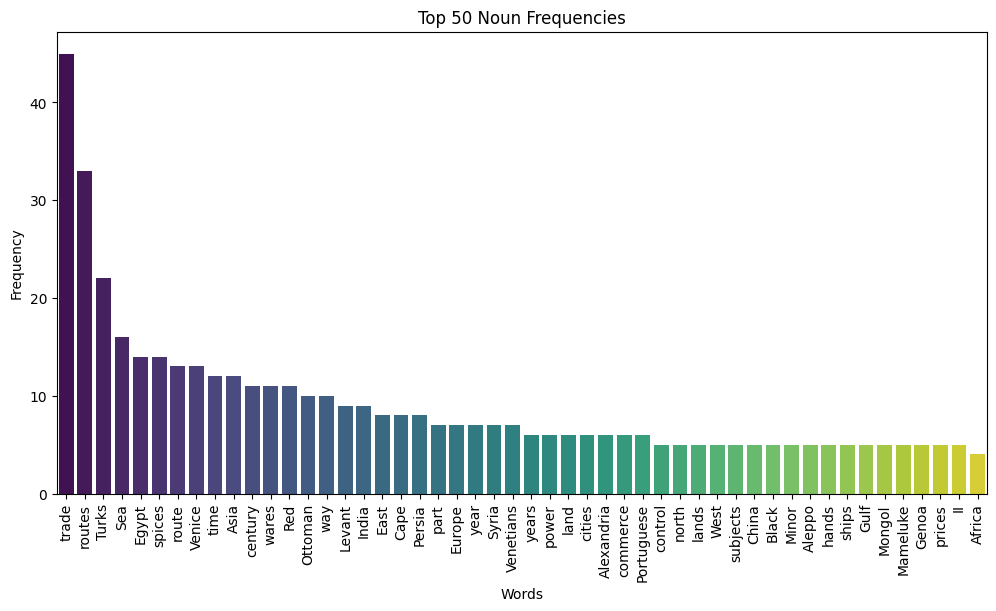 Top 50 Noun Frequencies
Frequency
40
30
20
10
0
trade
routes
Turks
Sea
Egypt
spices
route
Venice
time
Asia
century
wares
Red
Ottoman
way
Levant
India
East
Cape
Persia
part
Europe
year
Syria
Venetians
years
power
land
cities
Alexandria
commerce
Portuguese
control
north
lands
West
subjects
China
Black
Minor
Aleppo
hands
ships
Gulf
Mongol
Mameluke
Genoa
prices
II
Africa
Words